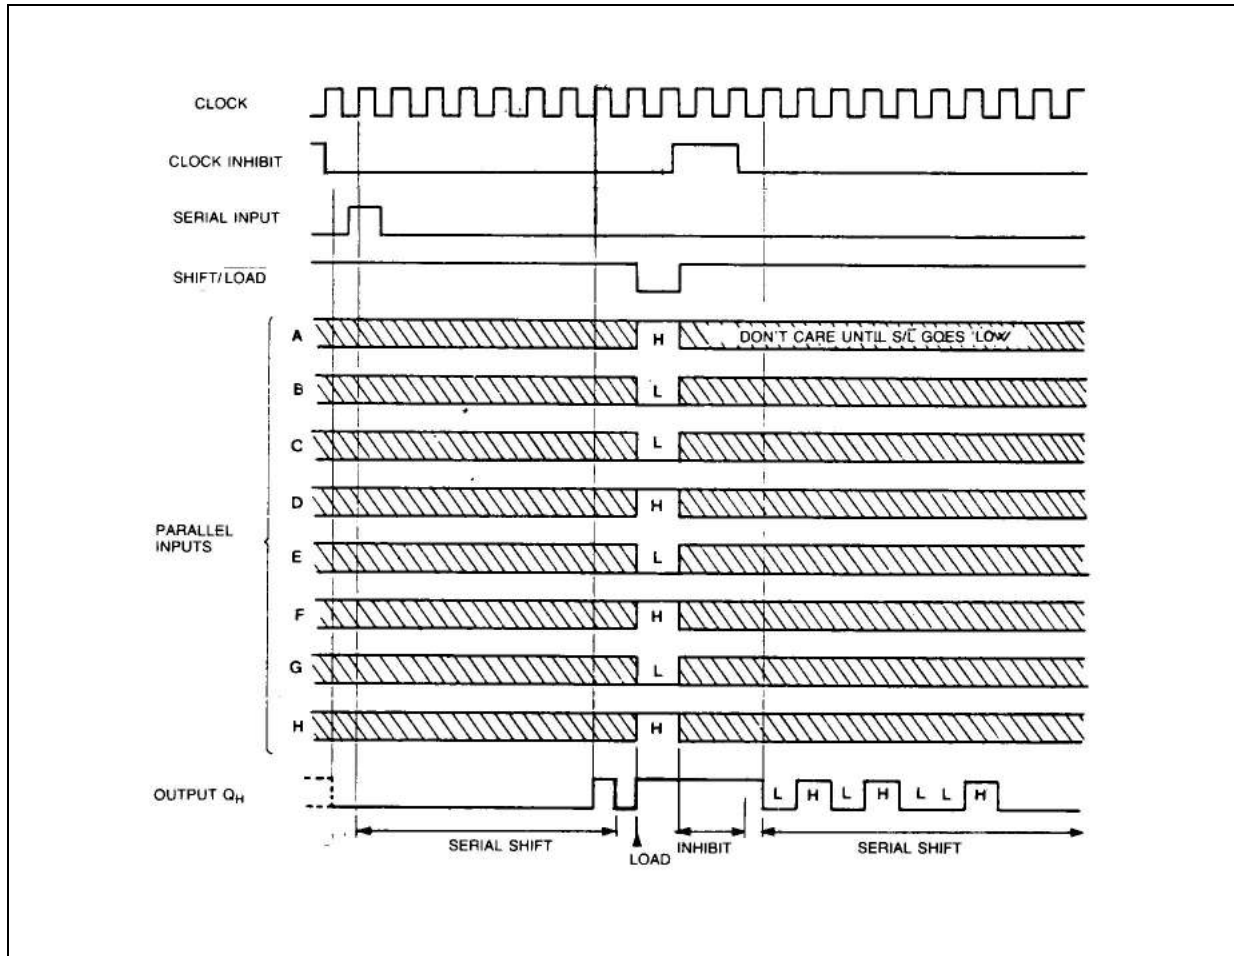 CLOCK
CLOCK INHIBIT
SERIAL INPUT
SHIFT/LOAD
A H DON'T CARE UNTIL S/L GOES LOW
B L
C L
D H
PARALLEL
INPUTS
E L
F H
G L
H H
OUTPUT QH L H L H L L H
SERIAL SHIFT LOAD INHIBIT SERIAL SHIFT